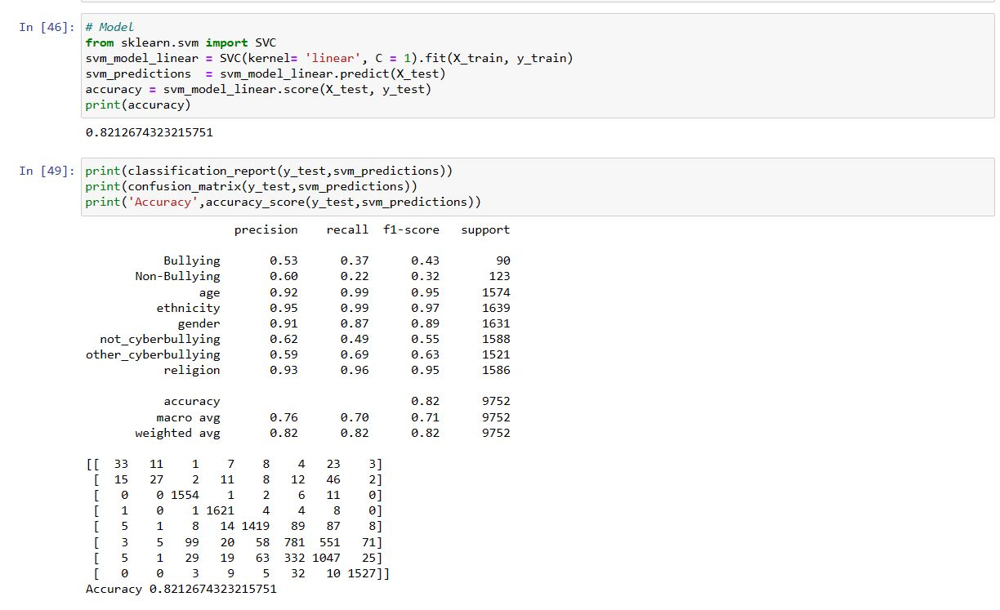 In [46]: # Model
from sklearn.svm import SVC
svm_model_linear = SVC(kernel= 'linear', C = 1).fit(X_train, y_train)
svm_predictions  = svm_model_linear.predict(X_test)
accuracy = svm_model_linear.score(X_test, y_test)
print(accuracy)
0.8212674323215751
In [49]: print(classification_report(y_test,svm_predictions))
print(confusion_matrix(y_test,svm_predictions))
print('Accuracy',accuracy_score(y_test,svm_predictions))
precision    recall  f1-score   support
Bullying       0.53      0.37      0.43        90
Non-Bullying       0.60      0.22      0.32       123
age       0.92      0.99      0.95      1574
ethnicity       0.95      0.99      0.97      1639
gender       0.91      0.87      0.89      1631
not_cyberbullying       0.62      0.49      0.55      1588
other_cyberbullying       0.59      0.69      0.63      1521
religion       0.93      0.96      0.95      1586
accuracy                           0.82      9752
macro avg       0.76      0.70      0.71      9752
weighted avg       0.82      0.82      0.82      9752
[[  33   11    1    7    8    4   23    3]
[  15   27    2   11    8   12   46    2]
[   0    0 1554    1    2    6   11    0]
[   1    0    1 1621    4    4    8    0]
[   5    1    8   14 1419   89   87    8]
[   3    5   99   20   58  781  551   71]
[   5    1   29   19   63  332 1047   25]
[   0    0    3    9    5   32   10 1527]]
Accuracy 0.8212674323215751